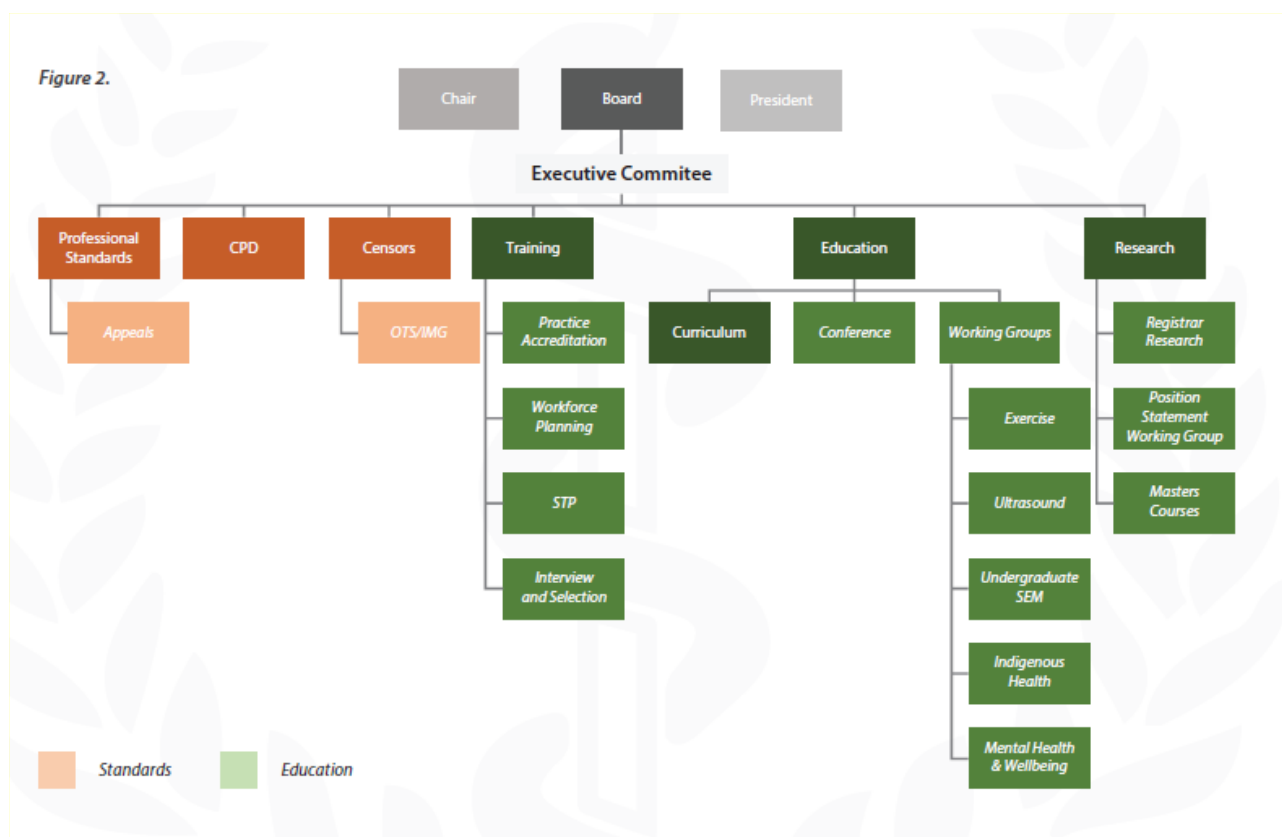 Figure 2.
Chair
Board
President
Executive Commitee
Professional
Standards
CPD
Censors
Training
Education
Research
Appeals
OTS/IMG
Practice
Accreditation
Curriculum
Conference
Working Groups
Registrar
Research
Workforce
Planning
Exercise
Position
Statement
Working Group
STP
Ultrasound
Masters
Courses
Interview
and Selection
Undergraduate
SEM
Indigenous
Health
Mental Health
& Wellbeing
Standards
Education